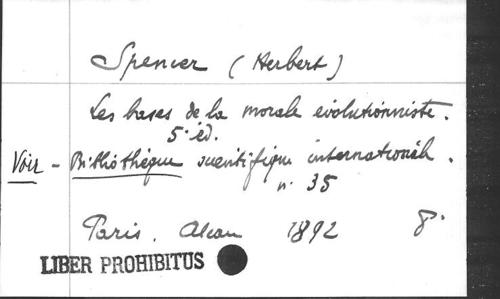 Spencer (Herbert)
Les bases de la morale évolutionniste.
5e éd.
Voir - Bibliothèque scientifique internationale.
n. 35
Paris. Alcan 1892 8°
LIBER PROHIBITUS